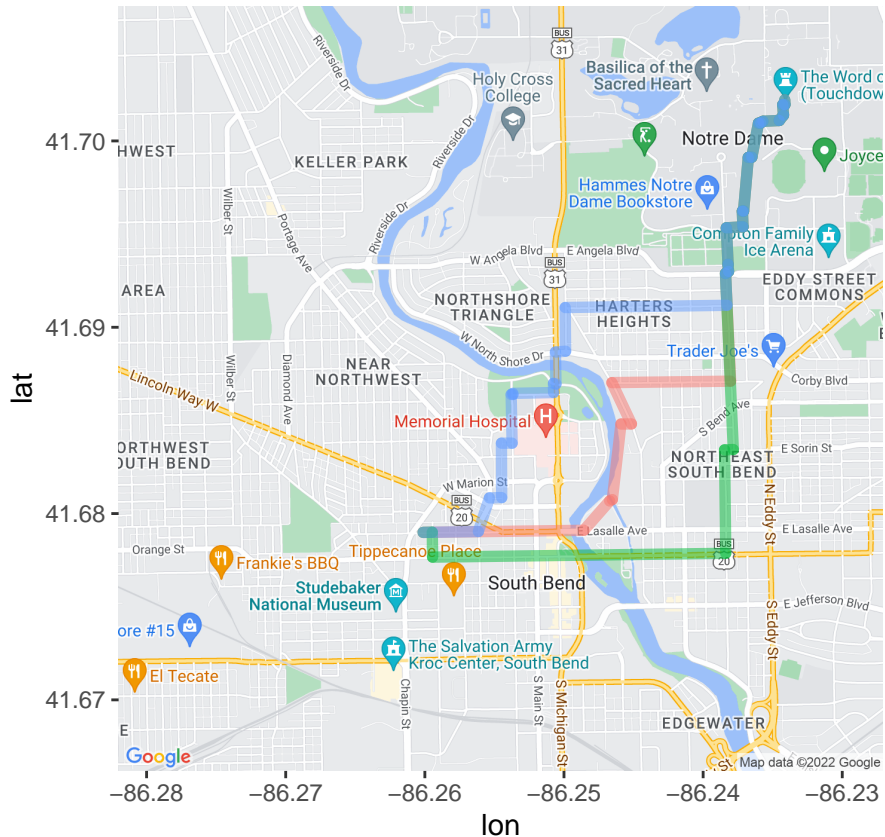 BUS
31
Riverside Dr
Basilica of the
Sacred Heart
The Word o
(Touchdow
Holy Cross
College
41.70
HWEST
KELLER PARK
Riverside Dr
Notre Dame
Joyce
Wilber St
Portage Ave
Riverside Dr
Hammes Notre
Dame Bookstore
Compton Family
Ice Arena
W Angela Blvd
E Angela Blvd
BUS
31
AREA
NORTHSHORE
TRIANGLE
HARTERS
HEIGHTS
EDDY STREET
COMMONS
41.69
W North Shore Dr
Trader Joe's
Wilber St
Diamond Ave
NEAR
NORTHWEST
Corby Blvd
Lincoln Way W
S Bend Ave
Memorial Hospital
H
ORTHWEST
OUTH BEND
NORTHEAST
SOUTH BEND
E Sorin St
W Marion St
N Eddy St
41.68
BUS
20
E Lasalle Ave
E Lasalle Ave
Orange St
Tippecanoe Place
BUS
20
Frankie's BBQ
South Bend
Studebaker
National Museum
E Jefferson Blvd
ore #15
The Salvation Army
Kroc Center, South Bend
S Eddy St
El Tecate
41.67
Chapin St
S Main St
S Michigan St
E
EDGEWATER
Google
St
Map data ©2022 Google
−86.28
−86.27
−86.26
−86.25
−86.24
−86.23
lon
lat